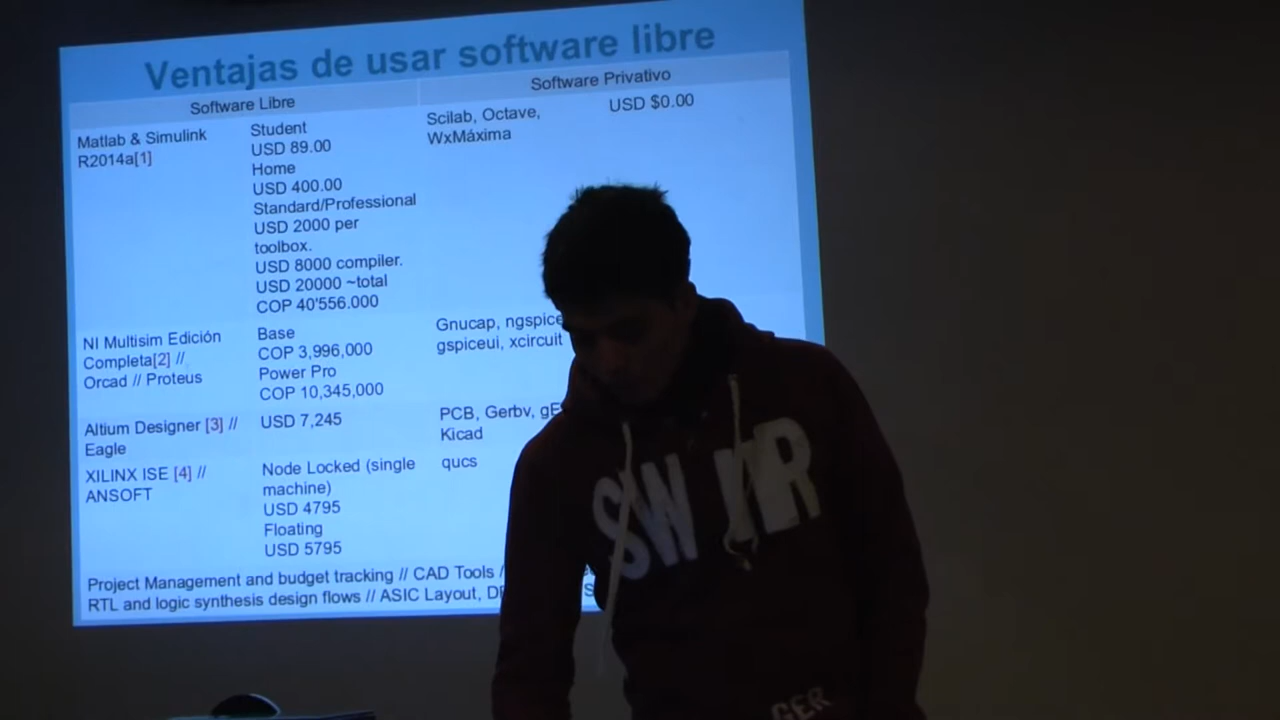 Ventajas de usar software libre
Software Libre
Software Privativo
Matlab & Simulink
R2014a[1]
Student
USD 89.00
Home
USD 400.00
Standard/Professional
USD 2000 per
toolbox.
USD 8000 compiler.
USD 20000 ~total
COP 40'556.000
Scilab, Octave,
WxMáxima
USD $0.00
NI Multisim Edición
Completa[2] //
Orcad // Proteus
Base
COP 3,996,000
Power Pro
COP 10,345,000
Gnucap, ngspice
gspiceui, xcircuit
Altium Designer [3] //
Eagle
USD 7,245
PCB, Gerbv,
Kicad
XILINX ISE [4] //
ANSOFT
Node Locked (single
machine)
USD 4795
Floating
USD 5795
qucs
Project Management and budget tracking // CAD Tools /
RTL and logic synthesis design flows // ASIC Layout,
GER